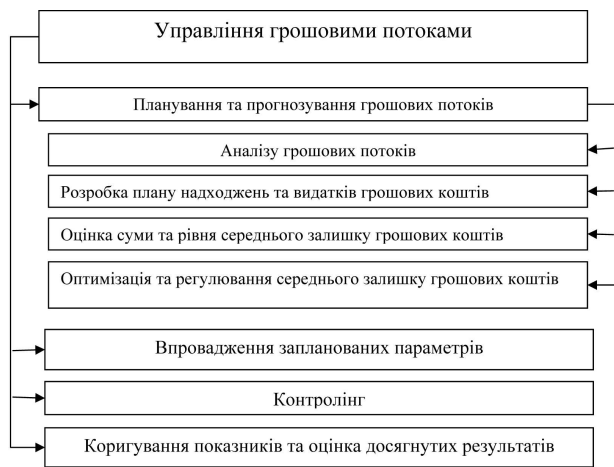 Управління грошовими потоками
Планування та прогнозування грошових потоків
Аналізу грошових потоків
Розробка плану надходжень та видатків грошових коштів
Оцінка суми та рівня середнього залишку грошових коштів
Оптимізація та регулювання середнього залишку грошових коштів
Впровадження запланованих параметрів
Контролінг
Коригування показників та оцінка досягнутих результатів